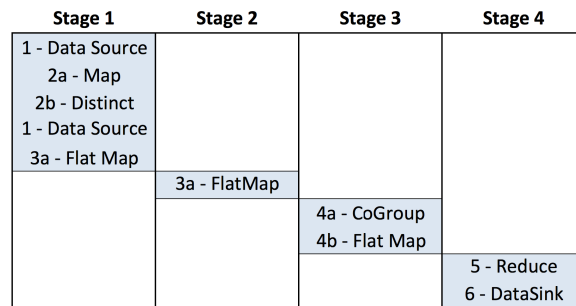 Stage 1 Stage 2 Stage 3 Stage 4
1 - Data Source
2a - Map
2b - Distinct
1 - Data Source
3a - Flat Map
3a - FlatMap
4a - CoGroup
4b - Flat Map
5 - Reduce
6 - DataSink